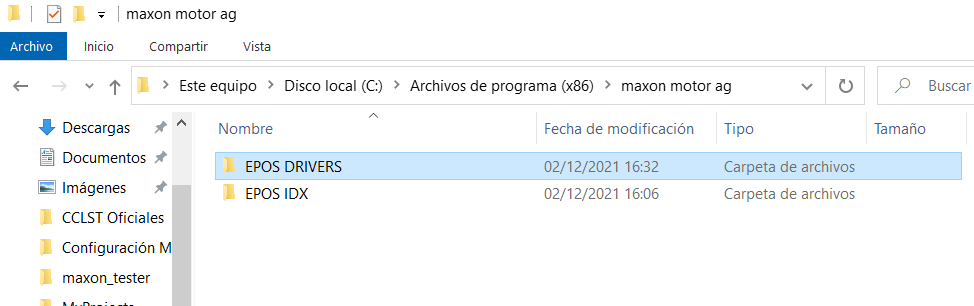 maxon motor ag
Archivo Inicio Compartir Vista
Este equipo Disco local (C:) Archivos de programa (x86) maxon motor ag Buscar
Descargas
Documentos
Imágenes
CCLST Oficiales
Configuración M
maxon_tester
MyProjects
Nombre Fecha de modificación Tipo Tamaño
EPOS DRIVERS 02/12/2021 16:32 Carpeta de archivos
EPOS IDX 02/12/2021 16:06 Carpeta de archivos